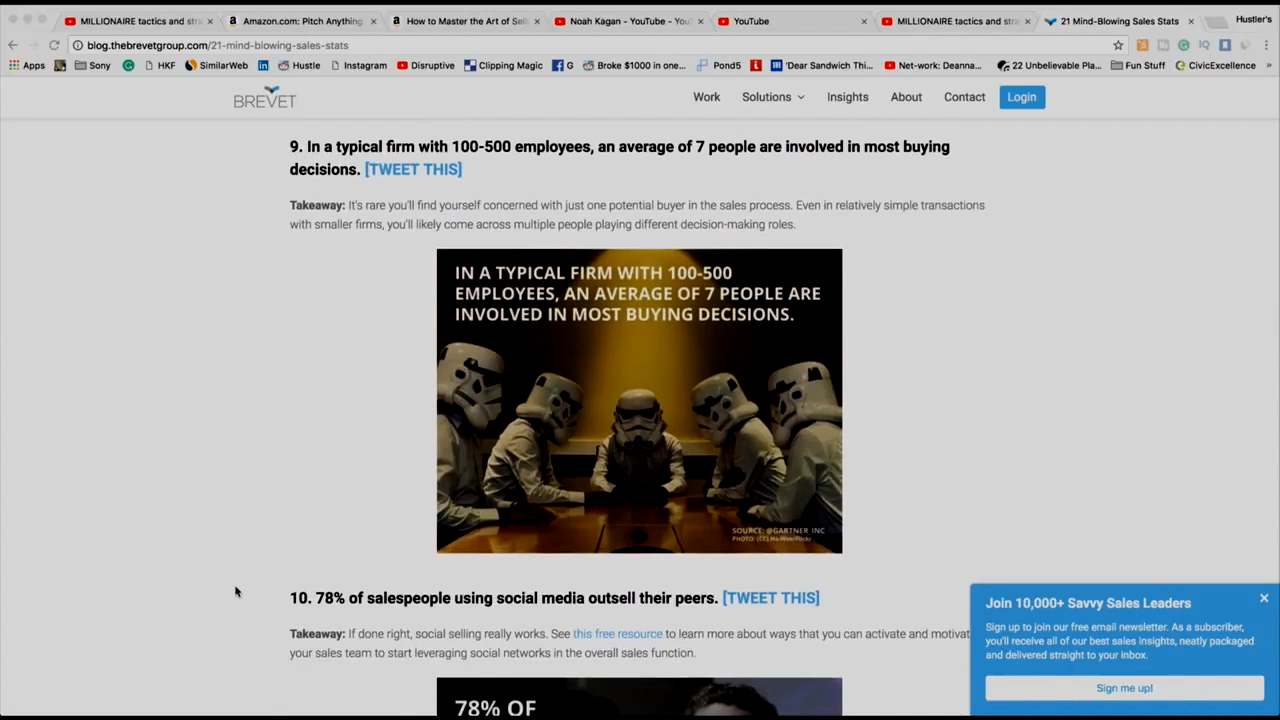 MILLIONAIRE tactics and stra
Amazon.com: Pitch Anything
How to Master the Art of Sel
Noah Kagan - YouTube - You
YouTube
MILLIONAIRE tactics and stra
21 Mind-Blowing Sales Stats
Hustler's
blog.thebrevetgroup.com/21-mind-blowing-sales-stats
Apps
Sony
HKF
SimilarWeb
Hustle
Instagram
Disruptive
Clipping Magic
G
Broke $1000 in one...
Pond5
'Dear Sandwich Thi...
Net-work: Deanna...
22 Unbelievable Pla...
Fun Stuff
CivicExcellence
BREVET
Work
Solutions
Insights
About
Contact
Login
9. In a typical firm with 100-500 employees, an average of 7 people are involved in most buying
decisions. [TWEET THIS]
Takeaway: It's rare you'll find yourself concerned with just one potential buyer in the sales process. Even in relatively simple transactions
with smaller firms, you'll likely come across multiple people playing different decision-making roles.
IN A TYPICAL FIRM WITH 100-500
EMPLOYEES, AN AVERAGE OF 7 PEOPLE ARE
INVOLVED IN MOST BUYING DECISIONS.
SOURCE: @GARTNER INC
PHOTO: (CC) Ho-Wee/Flickr
10. 78% of salespeople using social media outsell their peers. [TWEET THIS]
Takeaway: If done right, social selling really works. See this free resource to learn more about ways that you can activate and motivat
your sales team to start leveraging social networks in the overall sales function.
78% OF
Join 10,000+ Savvy Sales Leaders
Sign up to join our free email newsletter. As a subscriber,
you'll receive all of our best sales insights, neatly packaged
and delivered straight to your inbox.
Sign me up!